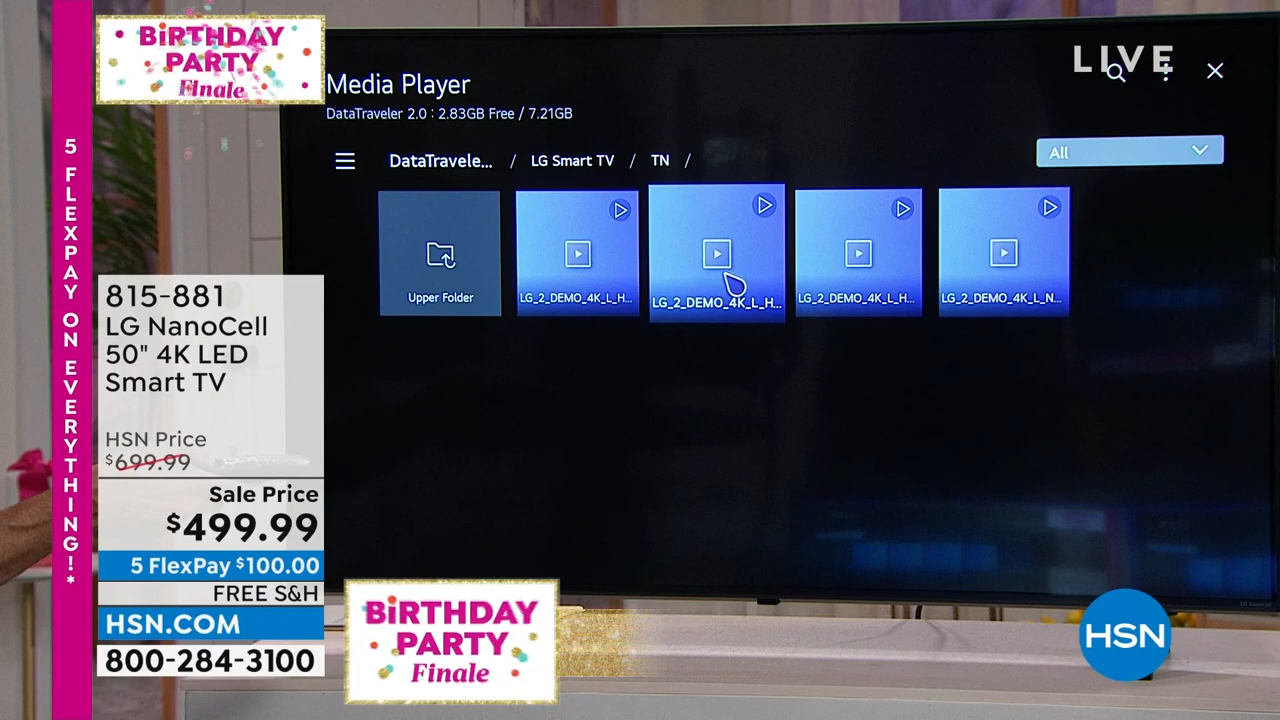 5 FLEXPAY ON EVERYTHING!*
BiRTHDAY
PARTY
Finale
LIVE
Media Player
DataTraveler 2.0 : 2.83GB Free / 7.21GB
DataTravele... / LG Smart TV / TN /
All
Upper Folder
LG_2_DEMO_4K_L_H...
LG_2_DEMO_4K_L_H...
LG_2_DEMO_4K_L_H...
LG_2_DEMO_4K_L_N...
815-881
LG NanoCell
50" 4K LED
Smart TV
HSN Price
$699.99
Sale Price
$499.99
5 FlexPay $100.00
FREE S&H
HSN.COM
800-284-3100
BiRTHDAY
PARTY
Finale
HSN